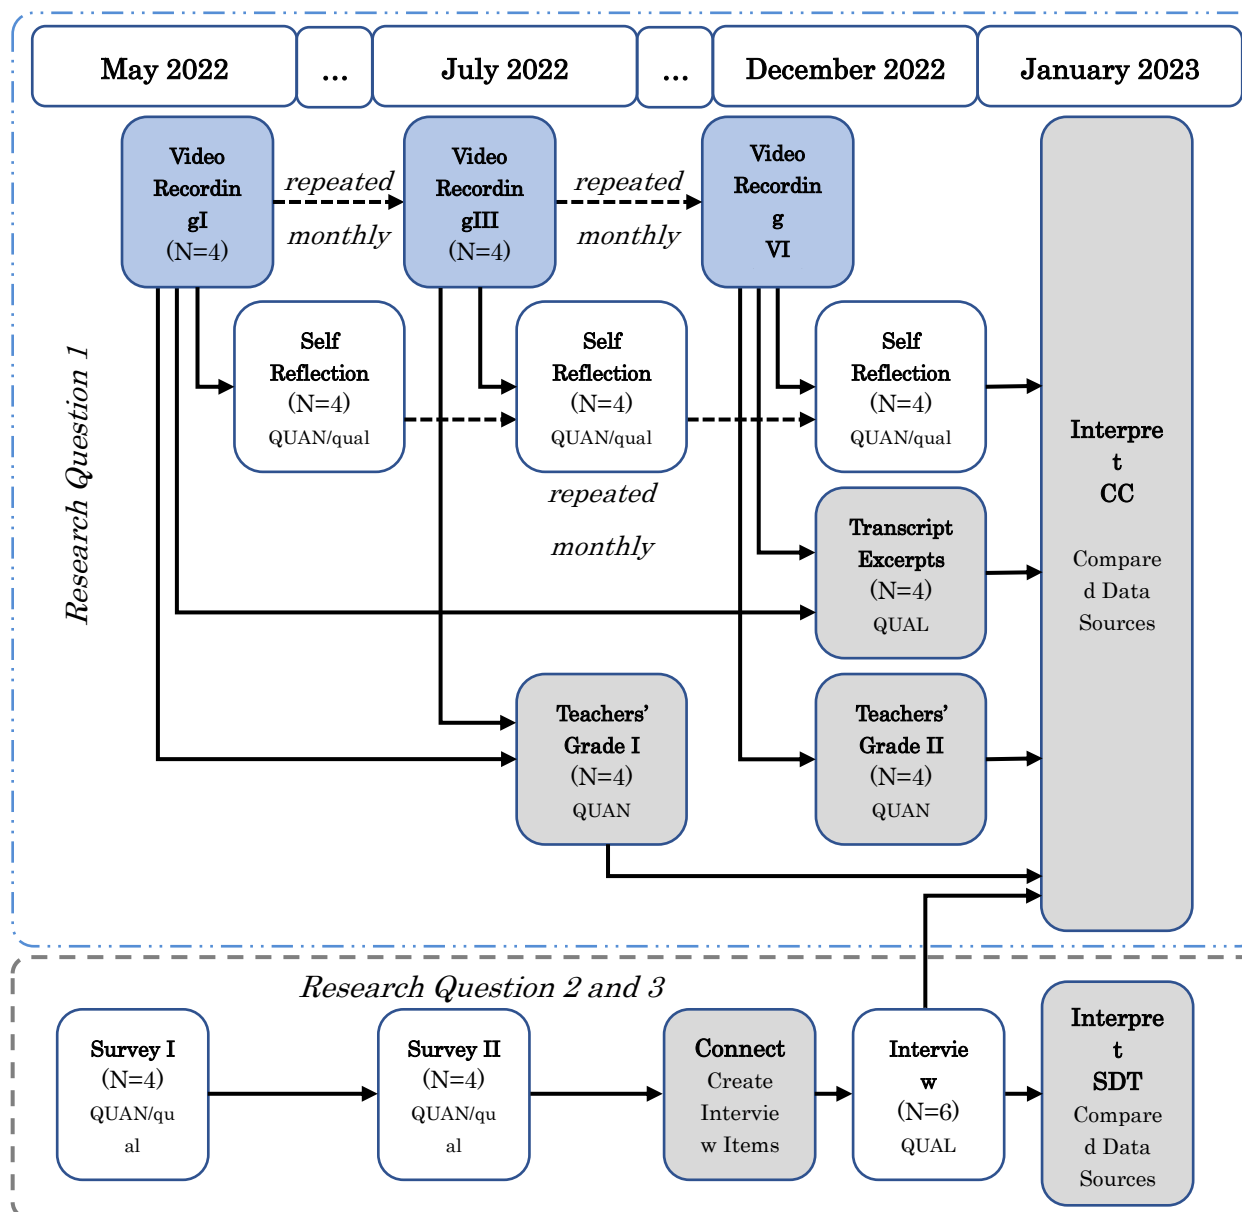 May 2022
...
July 2022
...
December 2022
January 2023
Video
Recordin
gI
(N=4)
repeated
monthly
Video
Recordin
gIII
(N=4)
repeated
monthly
Video
Recordin
g
VI
Research Question 1
Self
Reflection
(N=4)
QUAN/qual
Self
Reflection
(N=4)
QUAN/qual
repeated
monthly
Self
Reflection
(N=4)
QUAN/qual
Transcript
Excerpts
(N=4)
QUAL
Teachers’
Grade I
(N=4)
QUAN
Teachers’
Grade II
(N=4)
QUAN
Interpre
t
CC
Compare
d Data
Sources
Research Question 2 and 3
Survey I
(N=4)
QUAN/qu
al
Survey II
(N=4)
QUAN/qu
al
Connect
Create
Intervie
w Items
Intervie
w
(N=6)
QUAL
Interpre
t
SDT
Compare
d Data
Sources